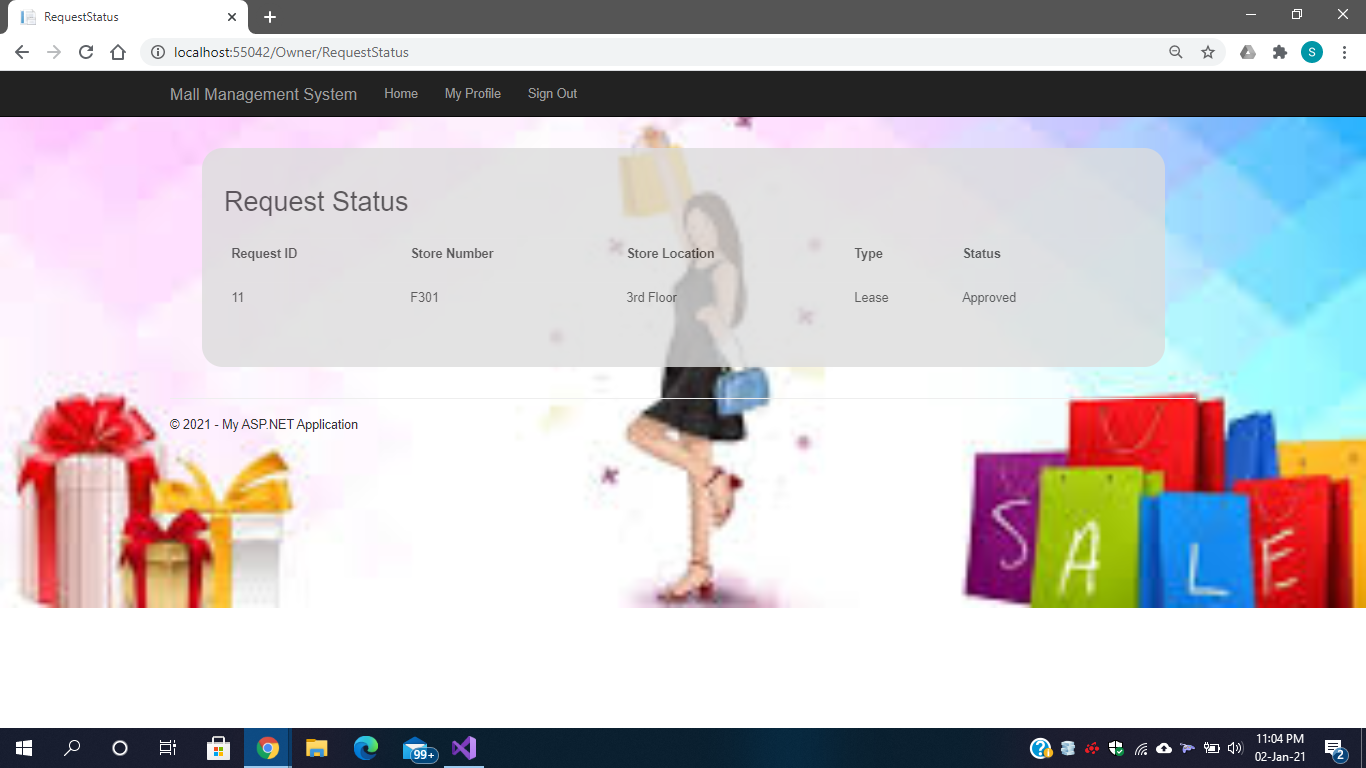 RequestStatus
localhost:55042/Owner/RequestStatus
S
Mall Management System Home My Profile Sign Out
Request Status
Request ID Store Number Store Location Type Status
11 F301 3rd Floor Lease Approved
© 2021 - My ASP.NET Application
SALE
99+
11:04 PM
02-Jan-21
2